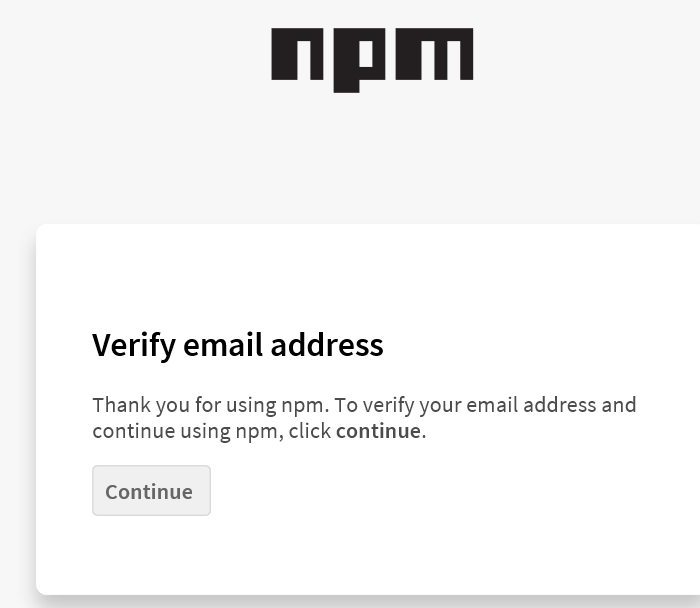 npm
Verify email address
Thank you for using npm. To verify your email address and
continue using npm, click continue.
Continue